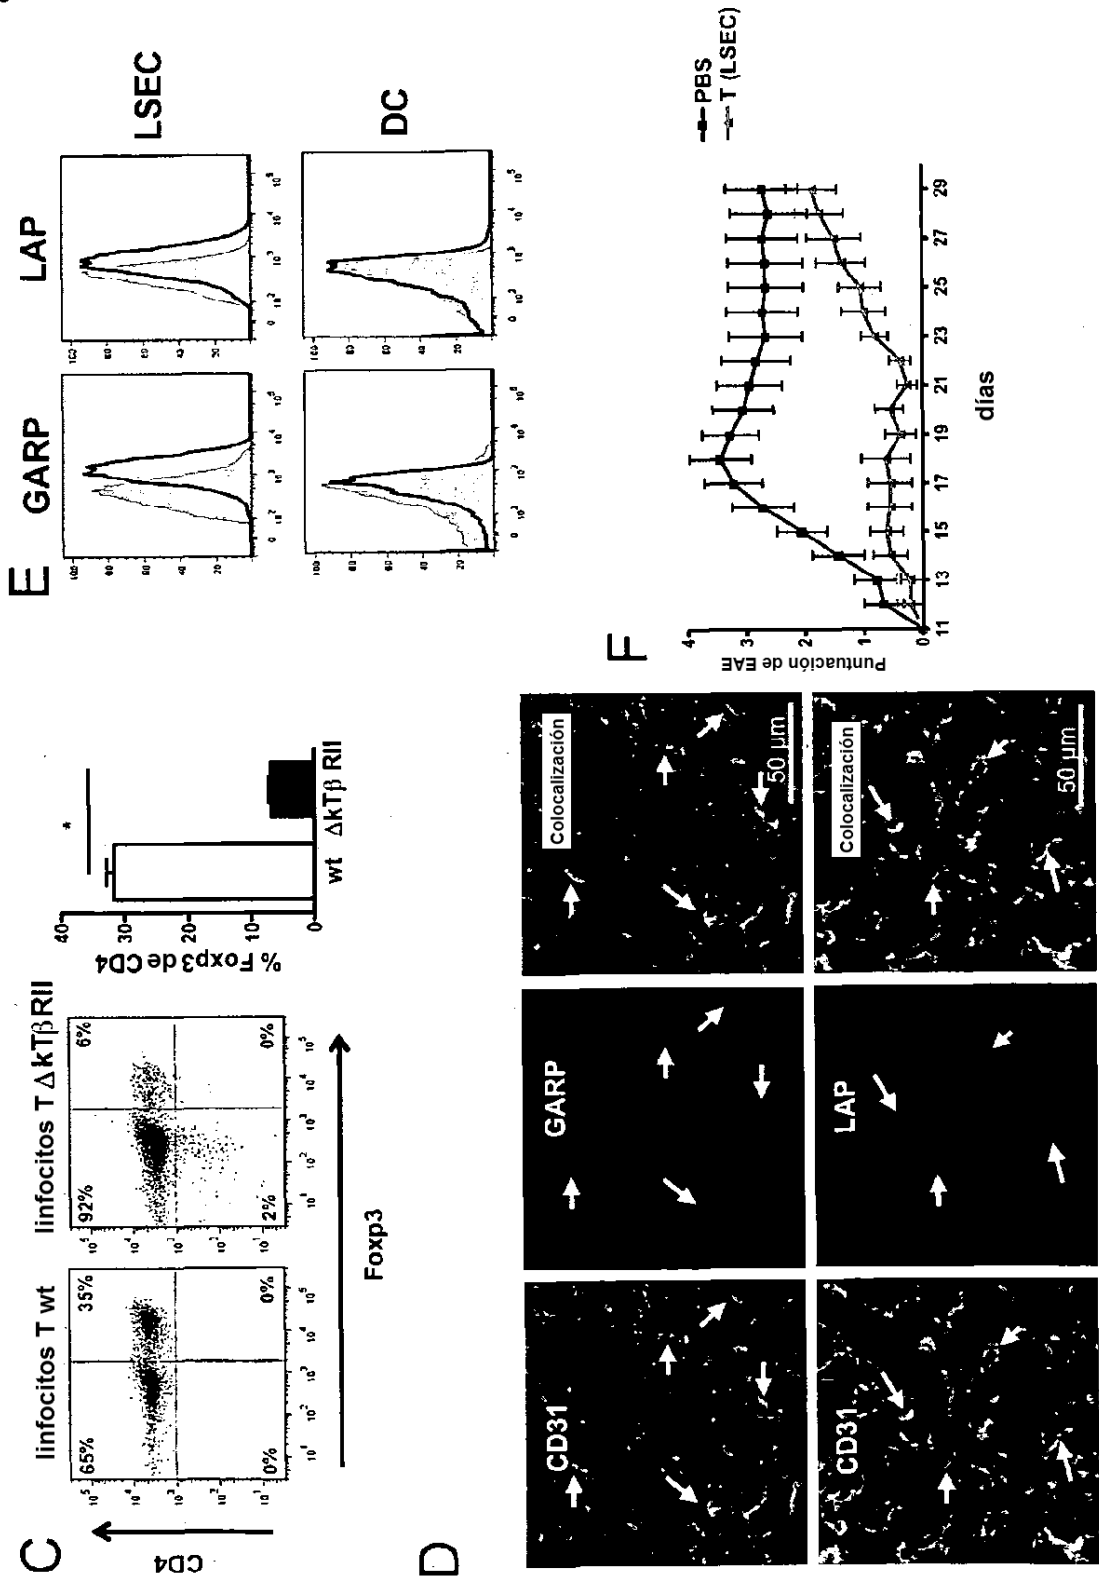 C
linfocitos T wt
linfocitos T ΔkTβRII
65%
35%
0%
0%
92%
6%
2%
0%
CD4
Foxp3
% Foxp3 de CD4
40
30
20
10
0
*
wt ΔkTβ RII
D
CD31
GARP
Colocalización
50 µm
CD31
LAP
Colocalización
50 µm
E
GARP
LAP
LSEC
DC
F
Puntuación de EAE
4
3
2
1
0
11 13 15 17 19 21 23 25 27 29
días
PBS
T (LSEC)